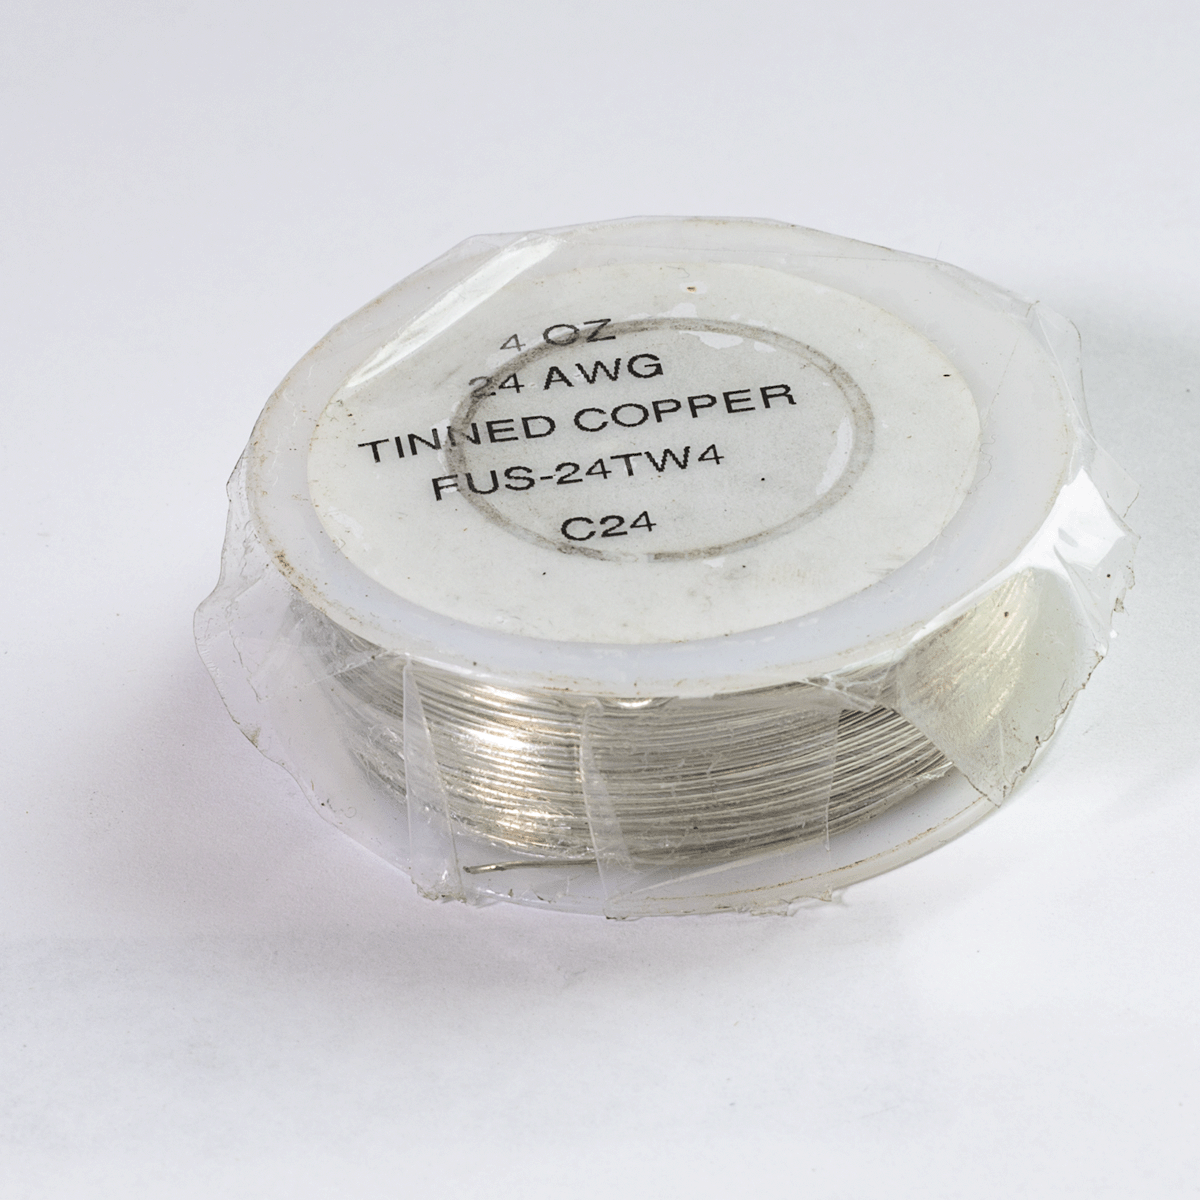 4 OZ
24 AWG
TINNED COPPER
FUS-24TW4
C24